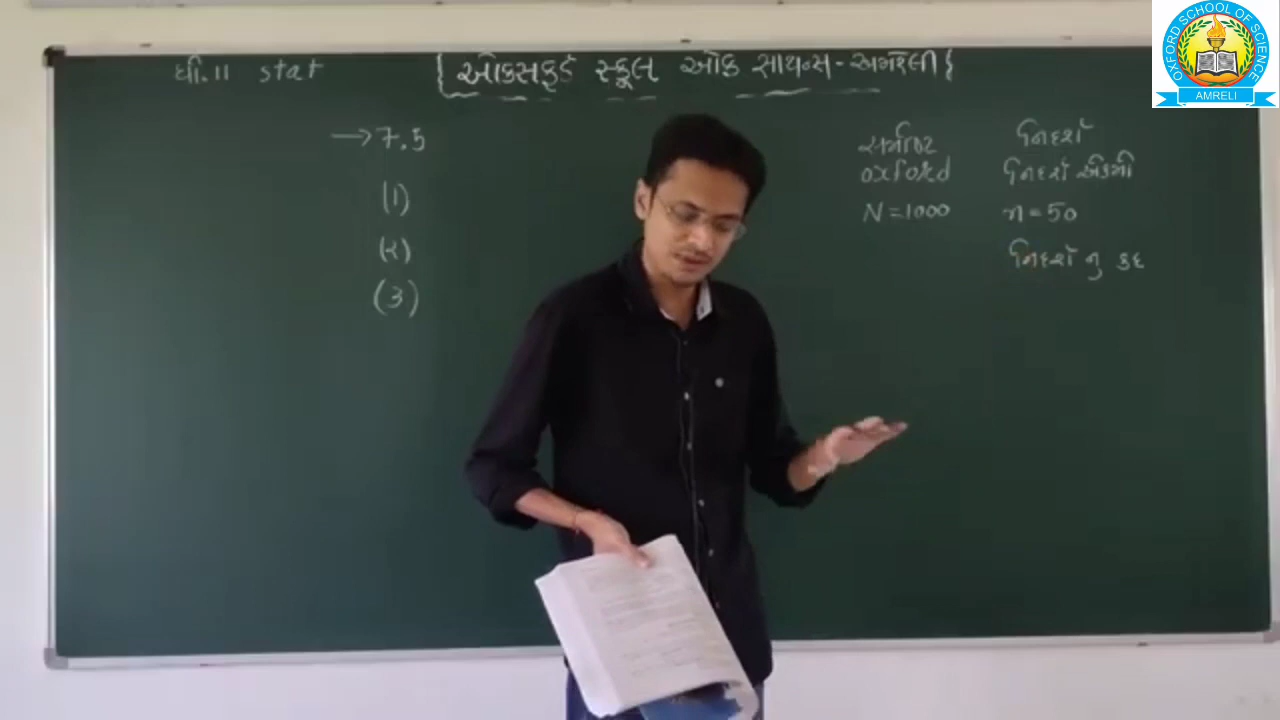 ધો.11 stat
{ ઓક્સફર્ડ સ્કૂલ ઓફ સાયન્સ - અમરેલી }
→ 7.5
(1)
(૨)
(3)
સમષ્ટિ
oxford
N = 1000
નિદર્શ
નિદર્શ એકમો
n = 50
નિદર્શ નુ કદ
OXFORD SCHOOL OF SCIENCE
AMRELI